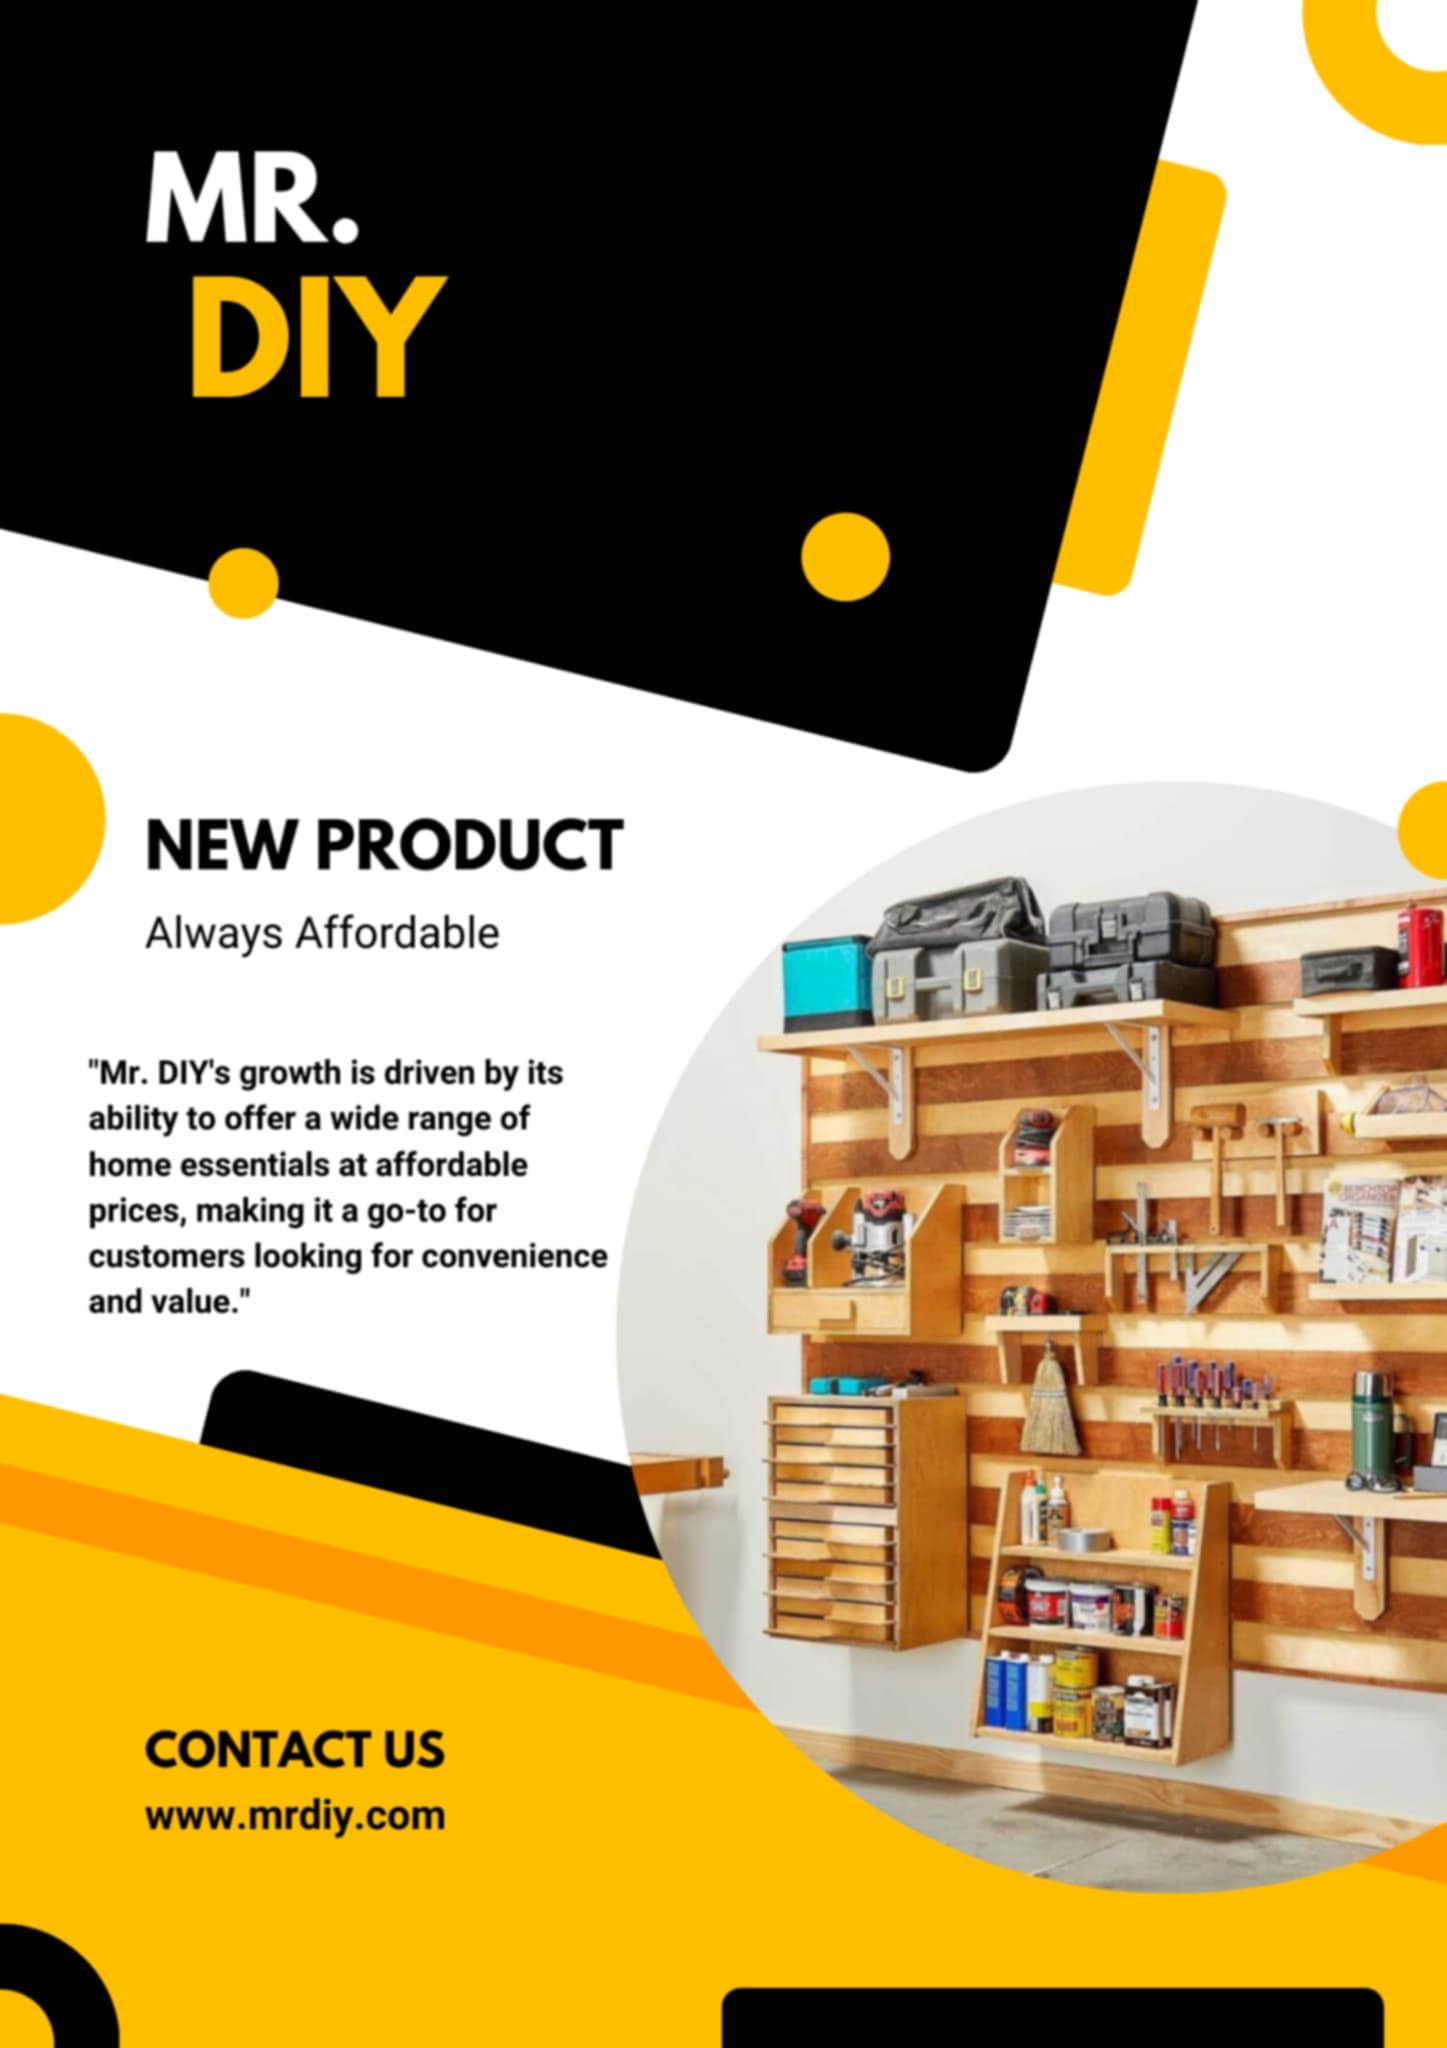 MR.
DIY
NEW PRODUCT
Always Affordable
"Mr. DIY's growth is driven by its
ability to offer a wide range of
home essentials at affordable
prices, making it a go-to for
customers looking for convenience
and value."
CONTACT US
www.mrdiy.com